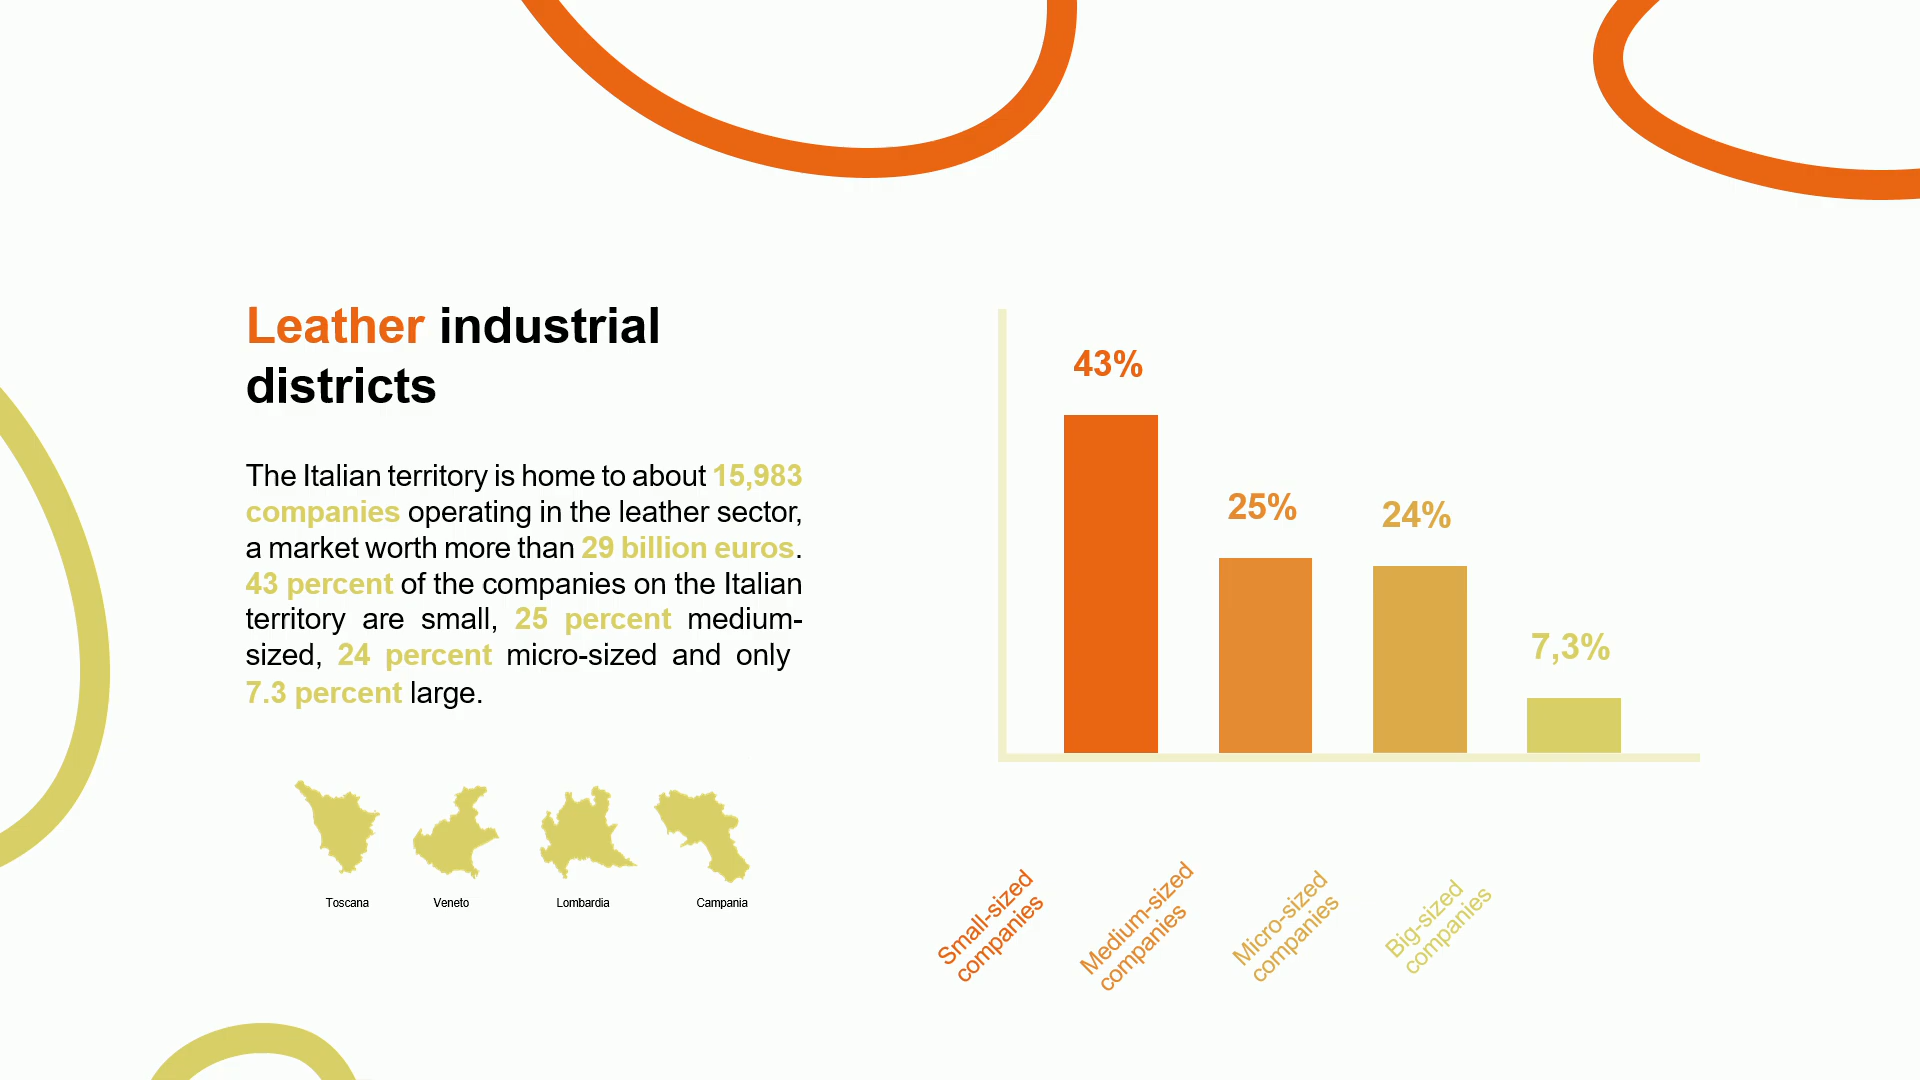 Leather industrial
districts
The Italian territory is home to about 15,983
companies operating in the leather sector,
a market worth more than 29 billion euros.
43 percent of the companies on the Italian
territory are small, 25 percent medium-
sized, 24 percent micro-sized and only
7.3 percent large.
Toscana
Veneto
Lombardia
Campania
43%
25%
24%
7,3%
Small-sized
companies
Medium-sized
companies
Micro-sized
companies
Big-sized
companies